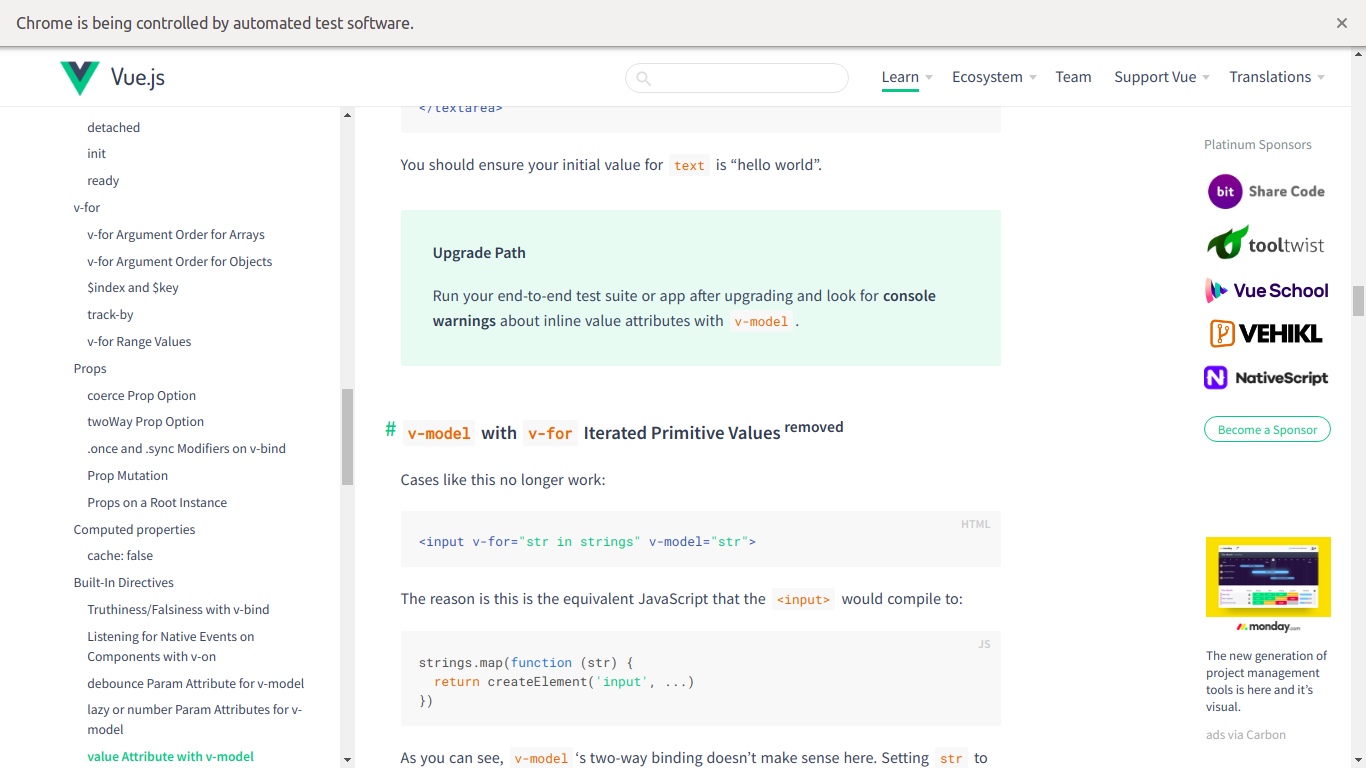 Chrome is being controlled by automated test software.
Vue.js
Learn
Ecosystem
Team
Support Vue
Translations
detached
init
ready
v-for
v-for Argument Order for Arrays
v-for Argument Order for Objects
$index and $key
track-by
v-for Range Values
Props
coerce Prop Option
twoWay Prop Option
.once and .sync Modifiers on v-bind
Prop Mutation
Props on a Root Instance
Computed properties
cache: false
Built-In Directives
Truthiness/Falsiness with v-bind
Listening for Native Events on
Components with v-on
debounce Param Attribute for v-model
lazy or number Param Attributes for v-
model
value Attribute with v-model
</textarea>
You should ensure your initial value for text is “hello world”.
Upgrade Path
Run your end-to-end test suite or app after upgrading and look for console
warnings about inline value attributes with v-model .
# v-model with v-for Iterated Primitive Values removed
Cases like this no longer work:
HTML
<input v-for="str in strings" v-model="str">
The reason is this is the equivalent JavaScript that the <input> would compile to:
JS
strings.map(function (str) {
return createElement('input', ...)
})
As you can see, v-model ‘s two-way binding doesn’t make sense here. Setting str to
Platinum Sponsors
bit Share Code
tooltwist
Vue School
VEHIKL
NativeScript
Become a Sponsor
monday.com
The new generation of
project management
tools is here and it’s
visual.
ads via Carbon